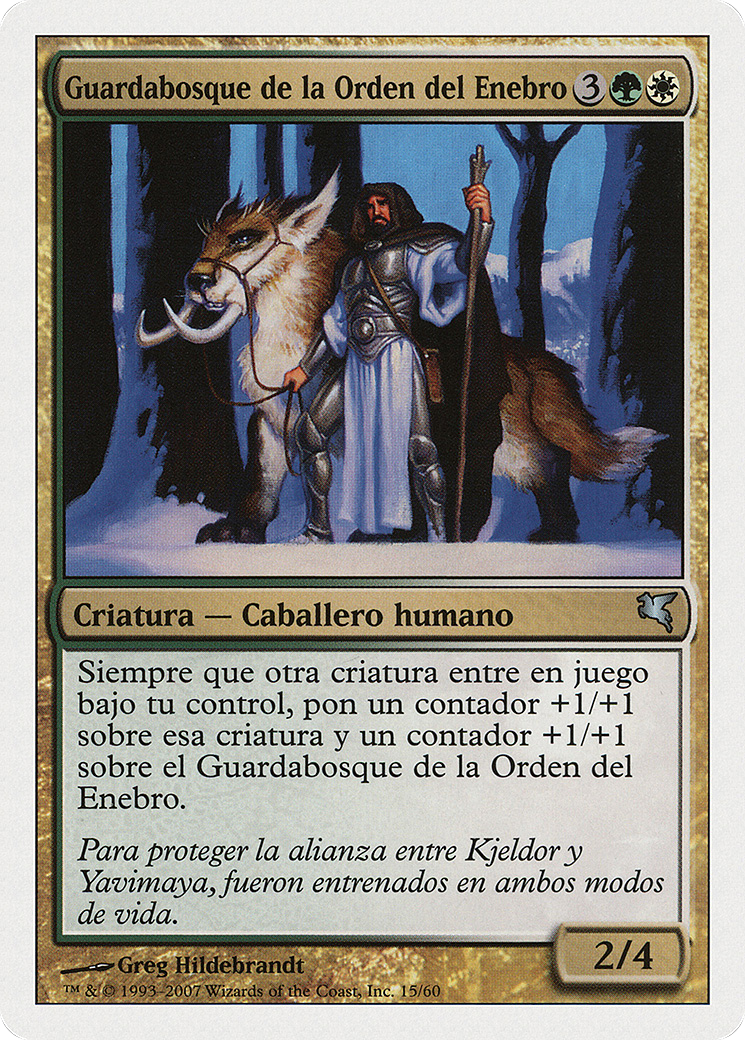 Guardabosque de la Orden del Enebro 3
Criatura — Caballero humano
Siempre que otra criatura entre en juego
bajo tu control, pon un contador +1/+1
sobre esa criatura y un contador +1/+1
sobre el Guardabosque de la Orden del
Enebro.
Para proteger la alianza entre Kjeldor y
Yavimaya, fueron entrenados en ambos modos
de vida.
2/4
Greg Hildebrandt
™ & © 1993–2007 Wizards of the Coast, Inc. 15/60